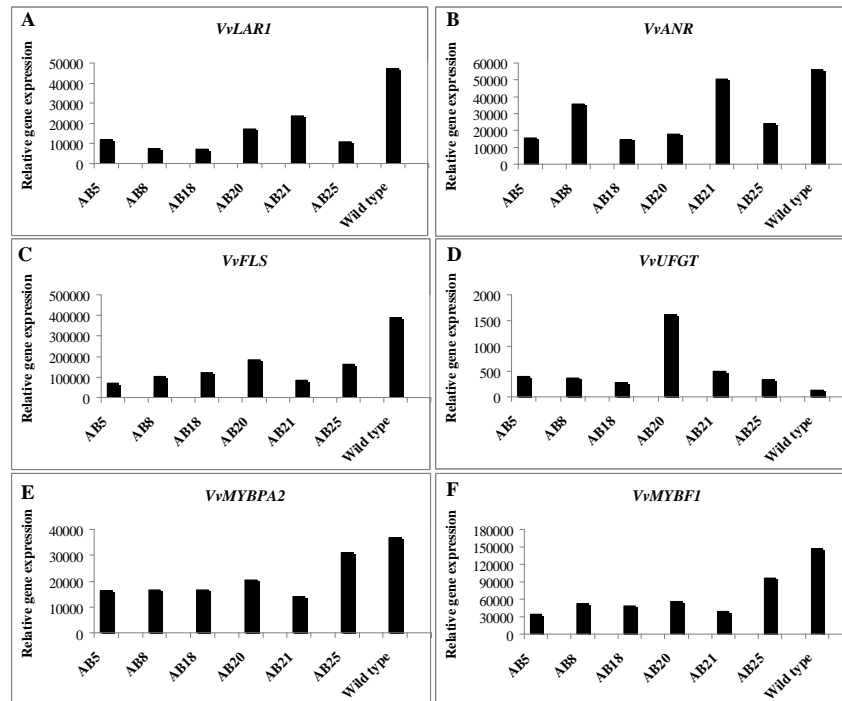 A
VvLAR1
Relative gene expression
50000
40000
30000
20000
10000
0
AB5
AB8
AB18
AB20
AB21
AB25
Wild type
B
VvANR
Relative gene expression
60000
50000
40000
30000
20000
10000
0
AB5
AB8
AB18
AB20
AB21
AB25
Wild type
C
VvFLS
Relative gene expression
500000
400000
300000
200000
100000
0
AB5
AB8
AB18
AB20
AB21
AB25
Wild type
D
VvUFGT
Relative gene expression
2000
1500
1000
500
0
AB5
AB8
AB18
AB20
AB21
AB25
Wild type
E
VvMYBPA2
Relative gene expression
40000
30000
20000
10000
0
AB5
AB8
AB18
AB20
AB21
AB25
Wild type
F
VvMYBF1
Relative gene expression
180000
150000
120000
90000
60000
30000
0
AB5
AB8
AB18
AB20
AB21
AB25
Wild type